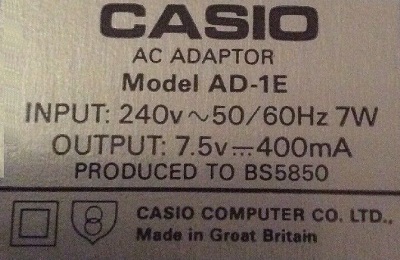 CASIO
AC ADAPTOR
Model AD-1E
INPUT: 240v∼50/60Hz 7W
OUTPUT: 7.5v⎓400mA
PRODUCED TO BS5850
CASIO COMPUTER CO. LTD.,
Made in Great Britain